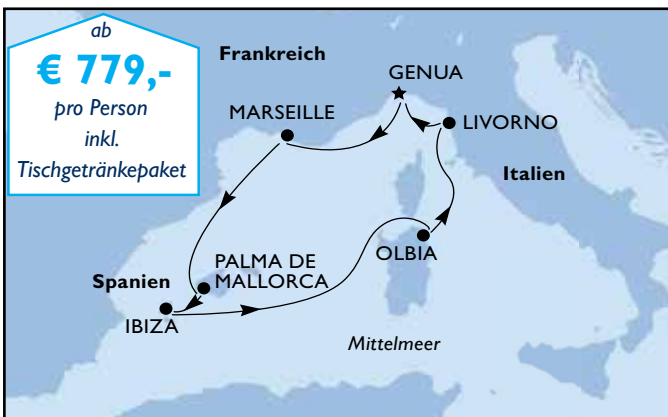 ab
€ 779,-
pro Person
inkl.
Tischgetränkepaket
Frankreich
GENUA
MARSEILLE
LIVORNO
Italien
OLBIA
Spanien
PALMA DE
MALLORCA
IBIZA
Mittelmeer